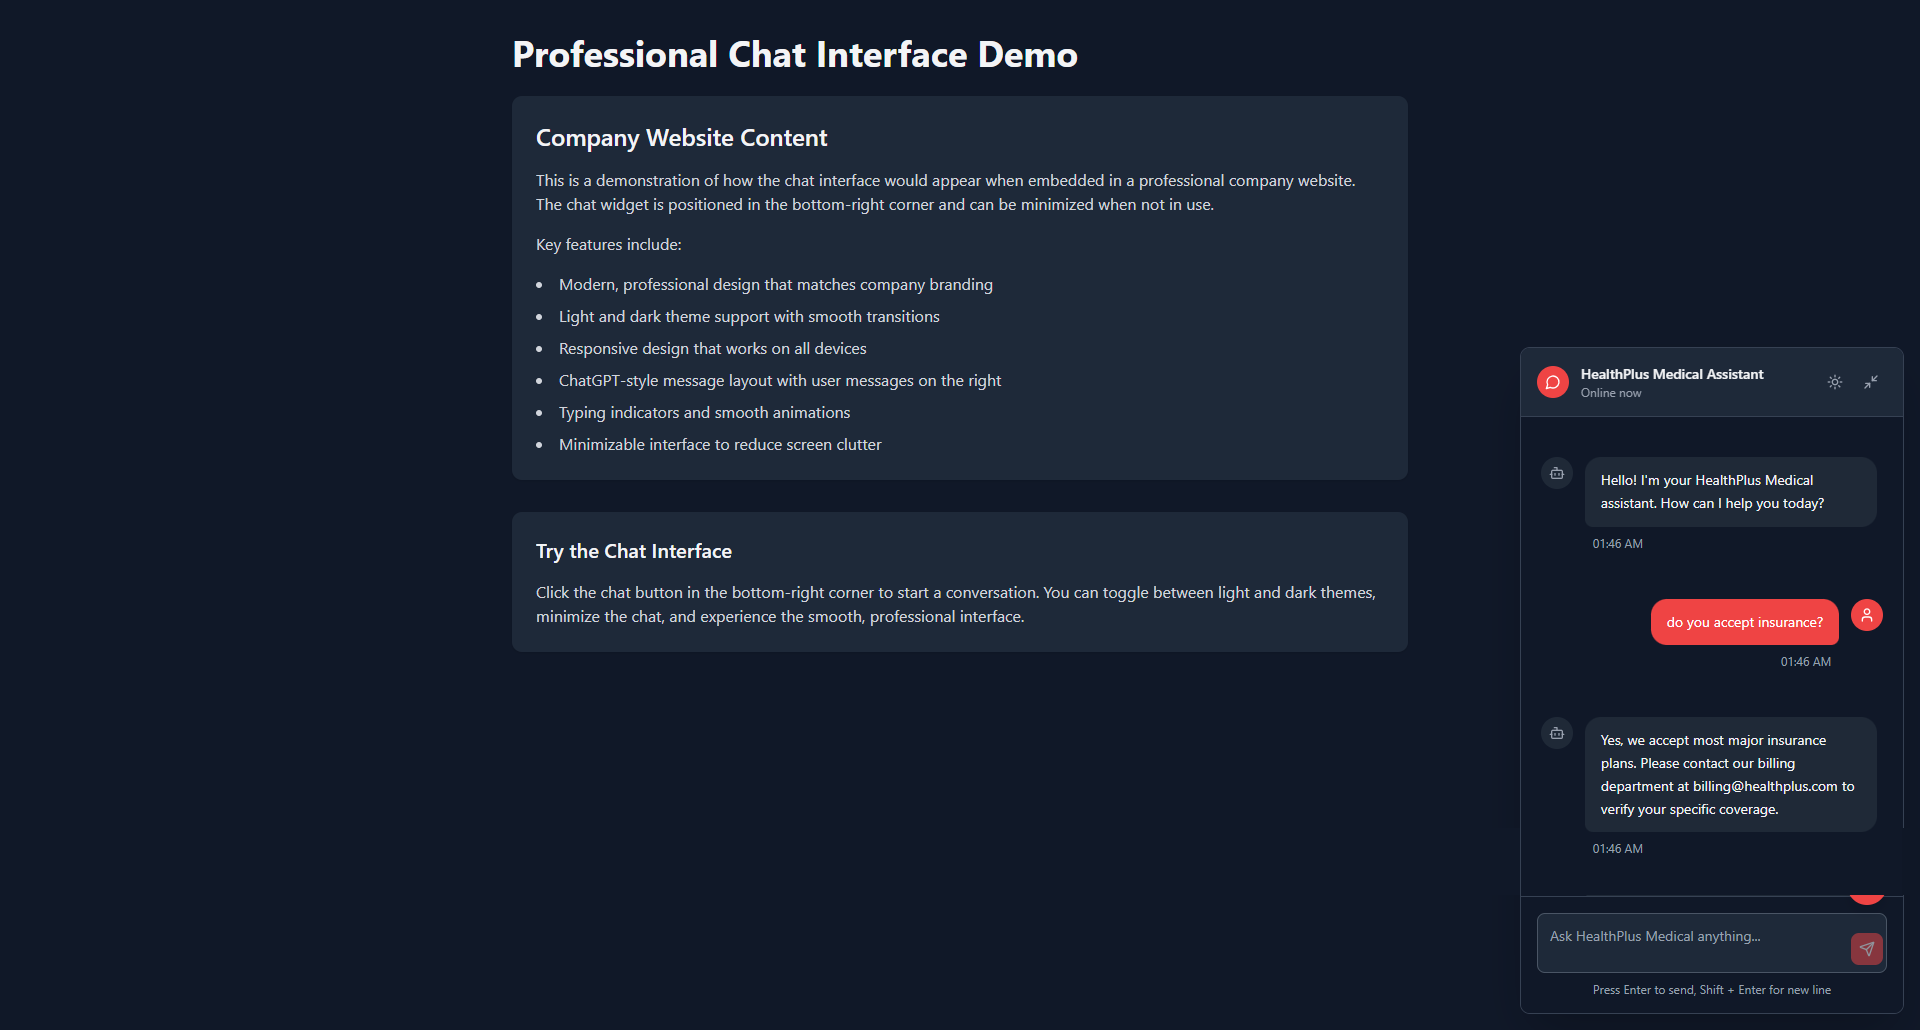 Professional Chat Interface Demo
Company Website Content
This is a demonstration of how the chat interface would appear when embedded in a professional company website.
The chat widget is positioned in the bottom-right corner and can be minimized when not in use.
Key features include:
Modern, professional design that matches company branding
Light and dark theme support with smooth transitions
Responsive design that works on all devices
ChatGPT-style message layout with user messages on the right
Typing indicators and smooth animations
Minimizable interface to reduce screen clutter
Try the Chat Interface
Click the chat button in the bottom-right corner to start a conversation. You can toggle between light and dark themes,
minimize the chat, and experience the smooth, professional interface.
HealthPlus Medical Assistant
Online now
Hello! I'm your HealthPlus Medical
assistant. How can I help you today?
01:46 AM
do you accept insurance?
01:46 AM
Yes, we accept most major insurance
plans. Please contact our billing
department at billing@healthplus.com to
verify your specific coverage.
01:46 AM
Ask HealthPlus Medical anything...
Press Enter to send, Shift + Enter for new line